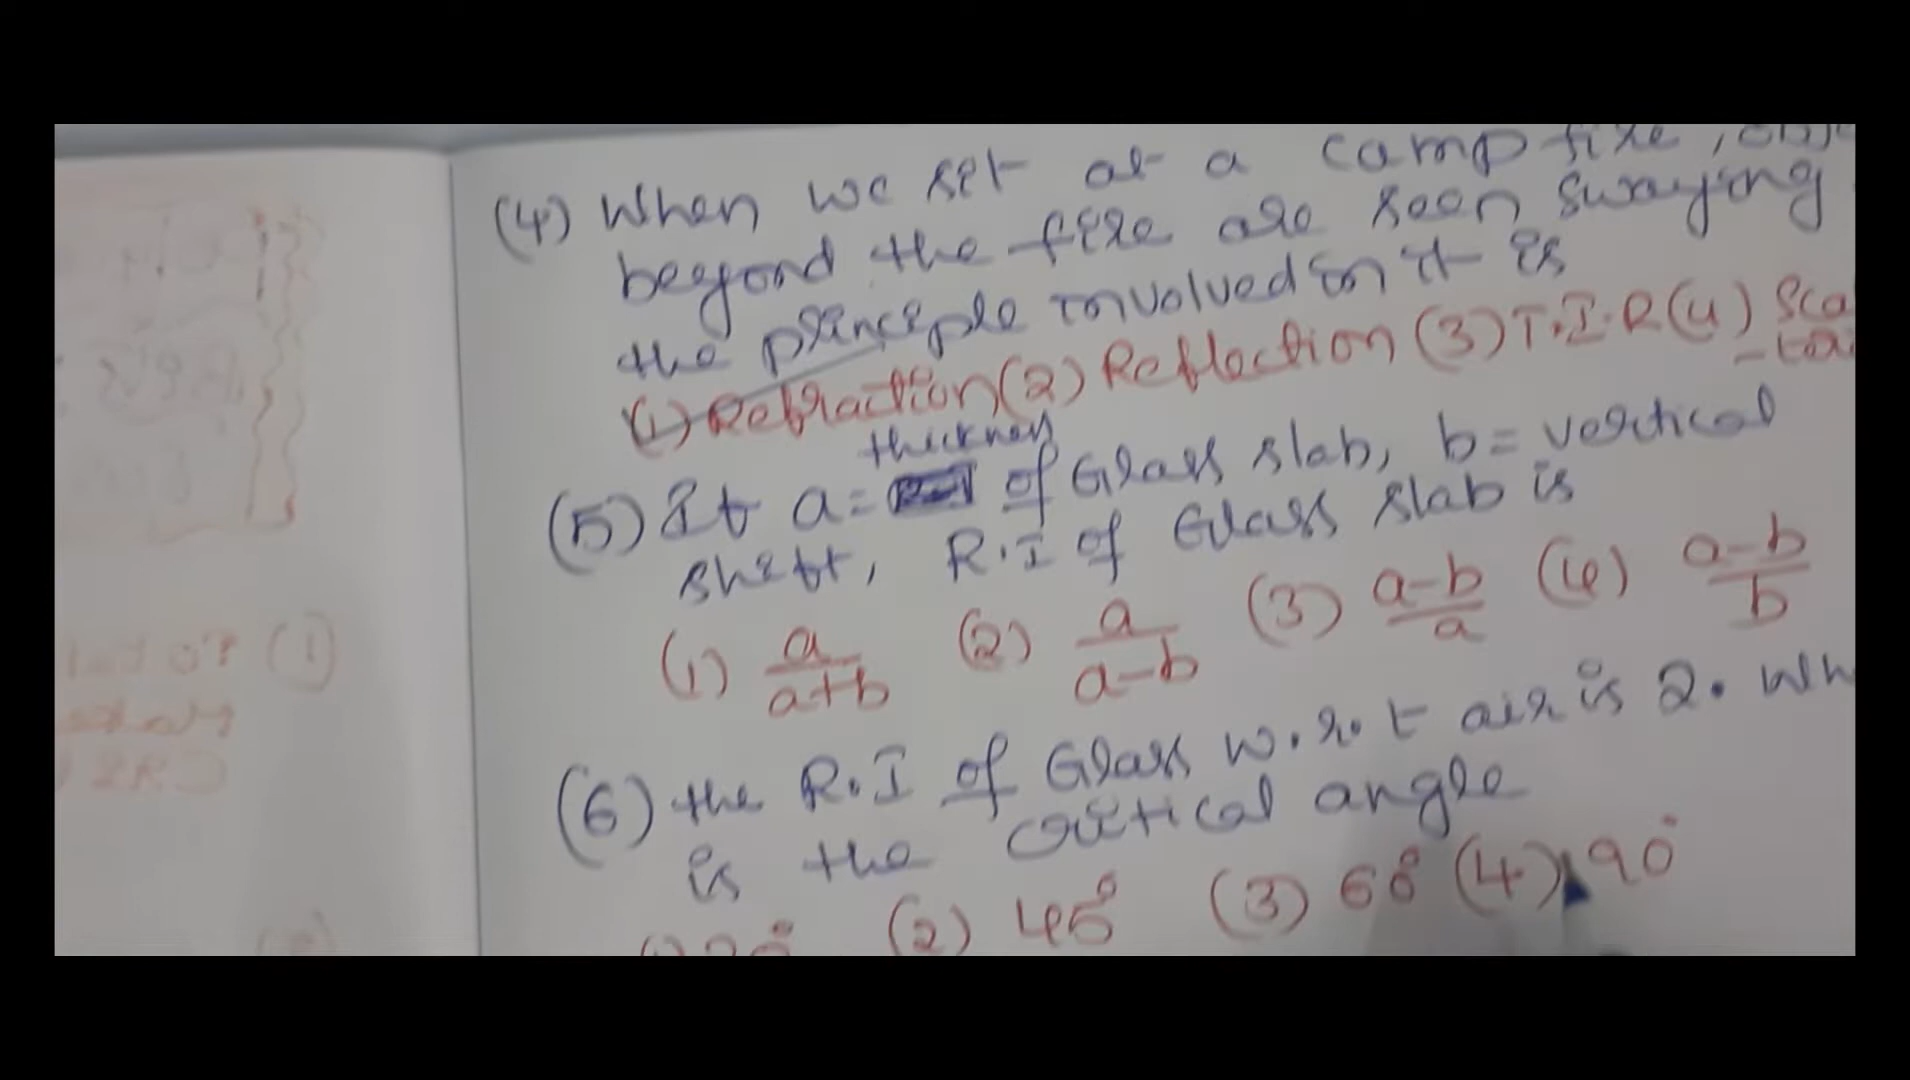 (4) When we sit at a camp fire, obj
beyond the fire are seen swaying
the principle involved in it is
(1) Refraction (2) Reflection (3) T.I.R (4) Sca
-tar
thickness
(5) If a = of Glass slab, b = vertical
shift, R.I of Glass slab is
(1) a/a+b (2) a/a-b (3) a-b/a (4) a-b/b
(6) the R.I of Glass w.r.t air is 2. Wh
is the critical angle
(2) 45° (3) 60° (4) 90°